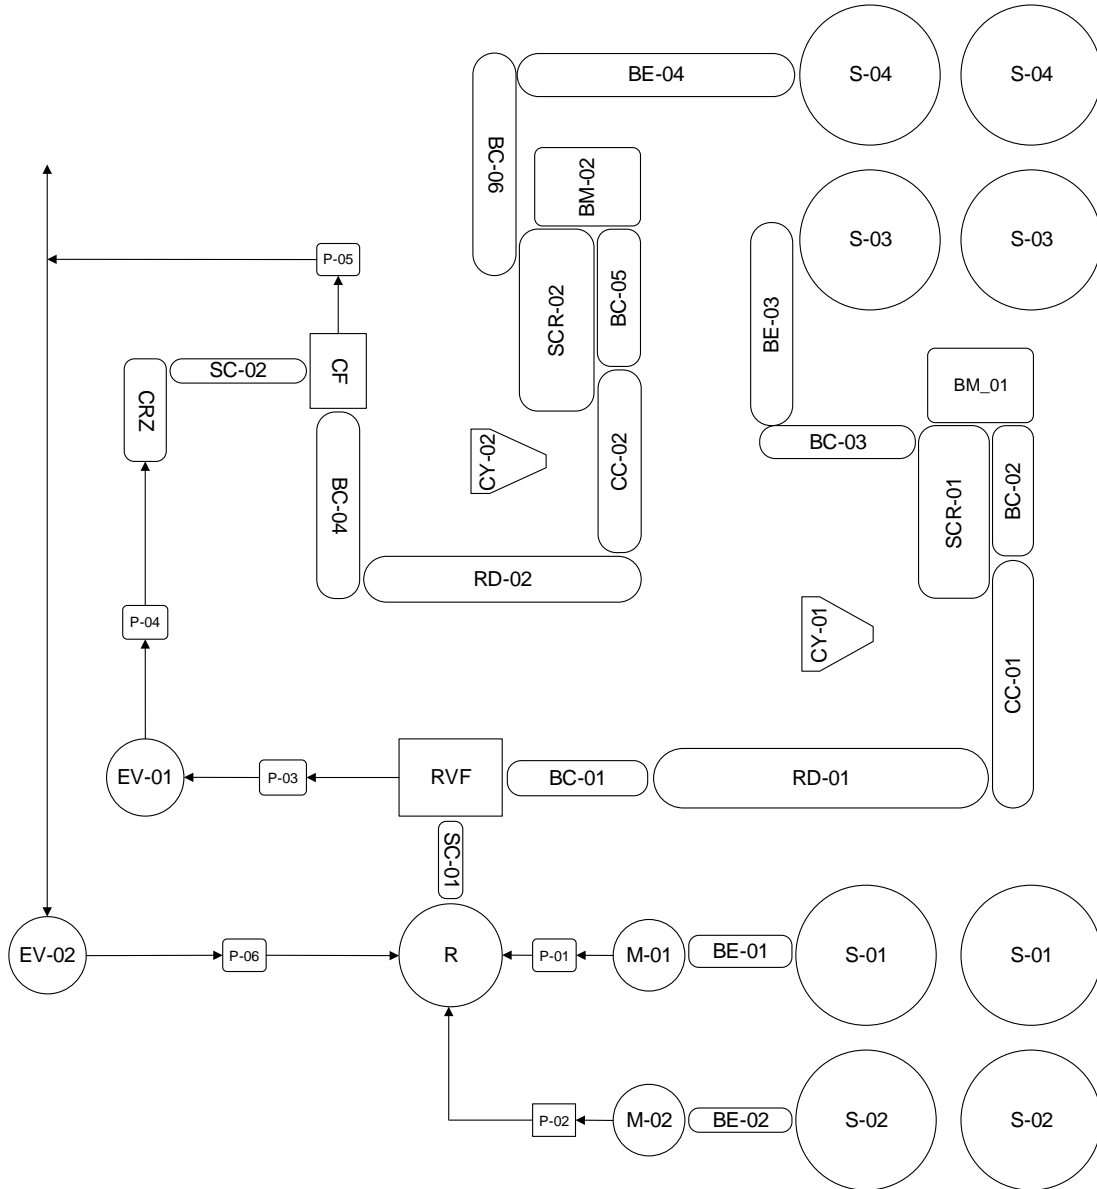 BE-04
S-04
S-04
BC-06
BM-02
S-03
S-03
P-05
SCR-02
BC-05
BE-03
SC-02
CF
CRZ
BM_01
BC-03
CY-02
CC-02
BC-04
SCR-01
BC-02
RD-02
P-04
CY-01
CC-01
EV-01
P-03
RVF
BC-01
RD-01
SC-01
EV-02
P-06
R
P-01
M-01
BE-01
S-01
S-01
P-02
M-02
BE-02
S-02
S-02